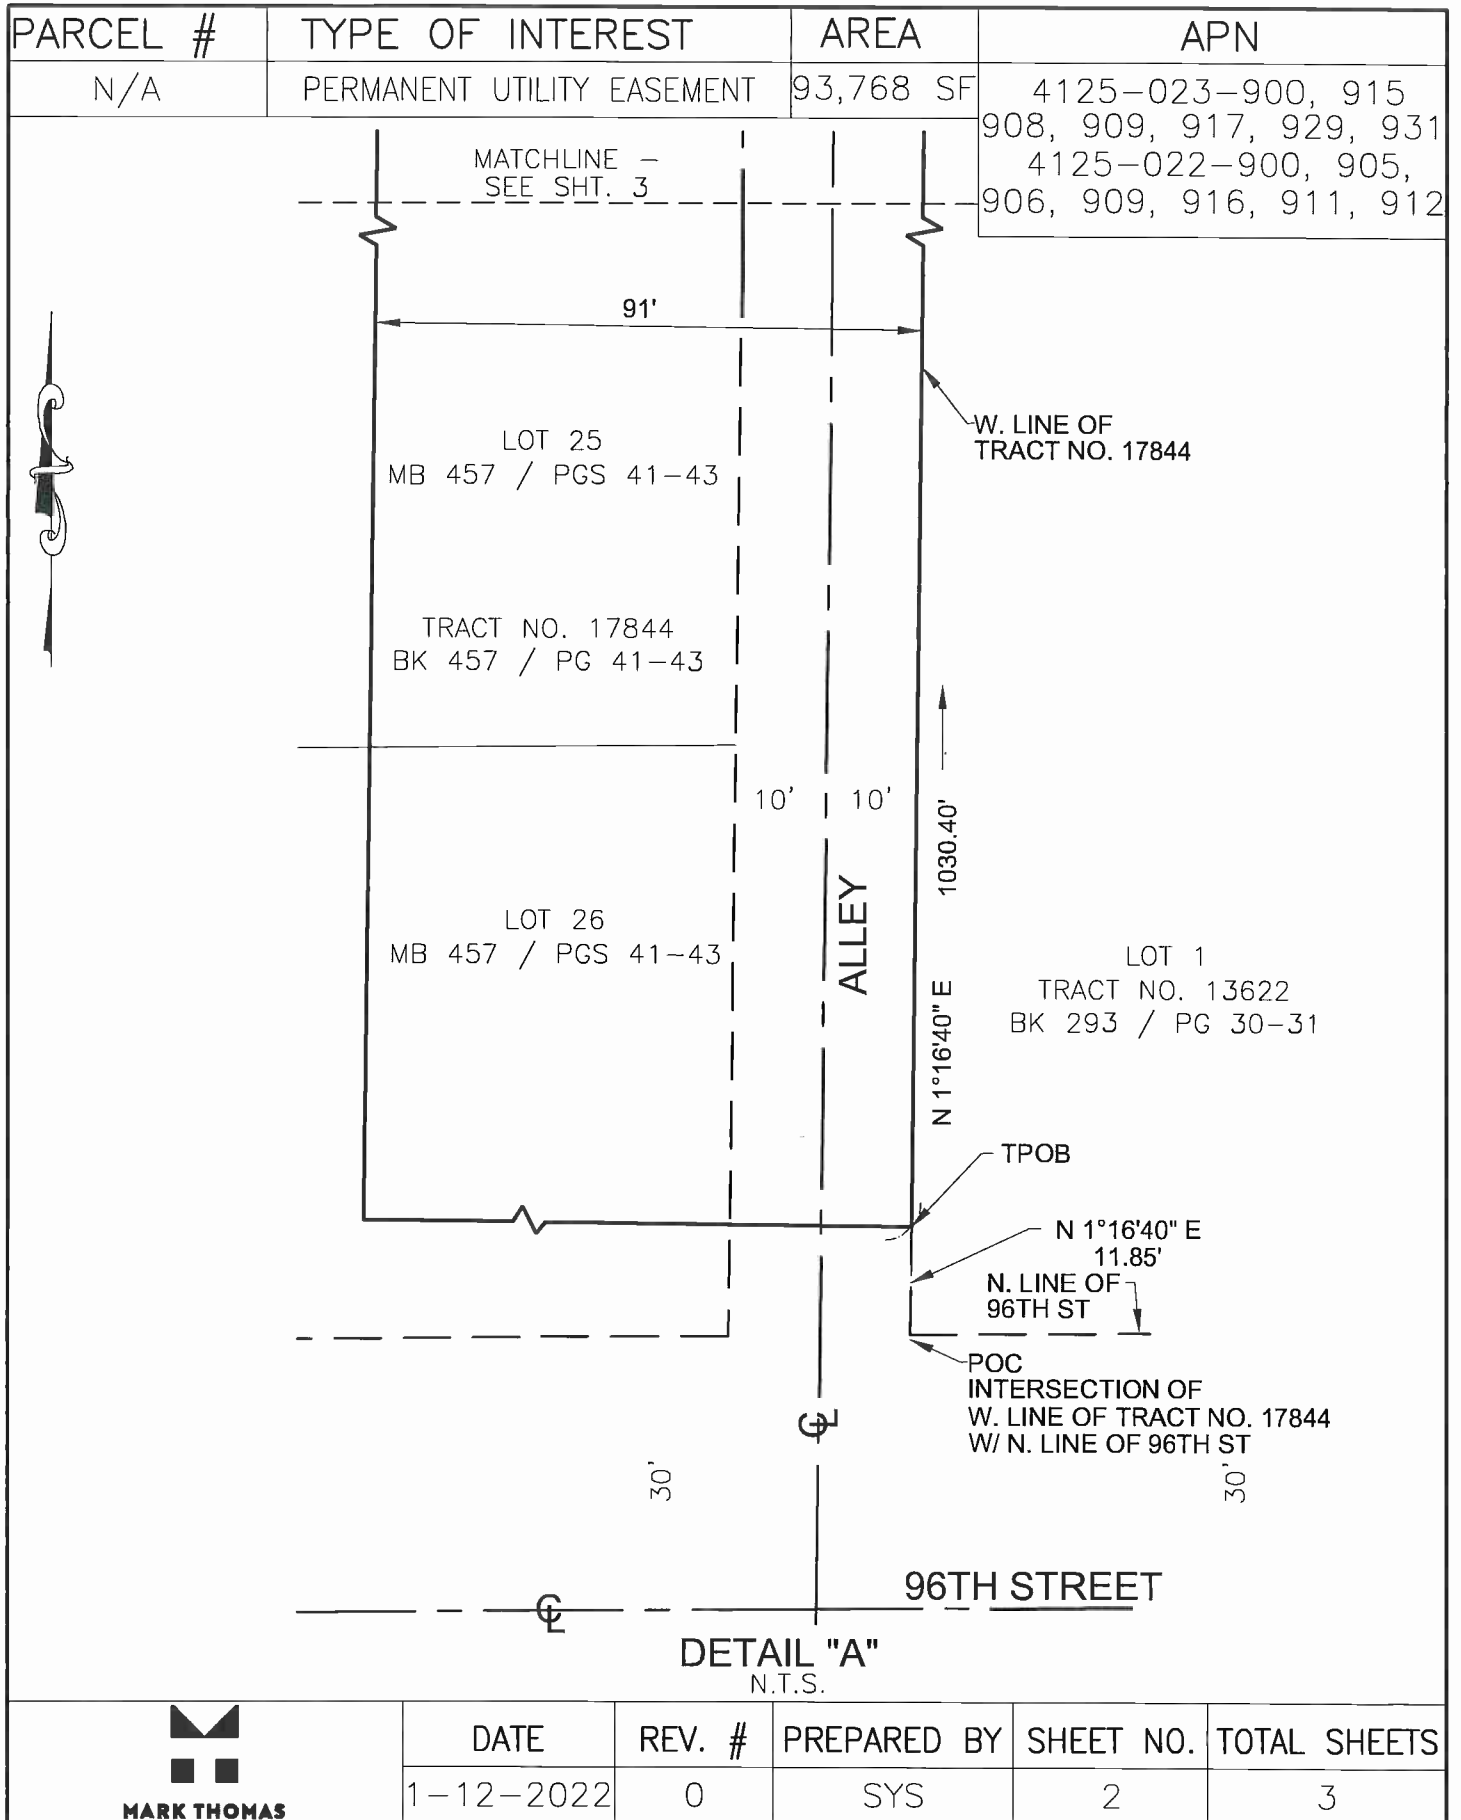 PARCEL # TYPE OF INTEREST AREA APN
N/A PERMANENT UTILITY EASEMENT 93,768 SF 4125-023-900, 915
908, 909, 917, 929, 931
4125-022-900, 905,
906, 909, 916, 911, 912
MATCHLINE -
SEE SHT. 3
91'
W. LINE OF
TRACT NO. 17844
LOT 25
MB 457 / PGS 41-43
TRACT NO. 17844
BK 457 / PG 41-43
10' 10'
1030.40'
N 1°16'40" E
ALLEY
LOT 26
MB 457 / PGS 41-43
LOT 1
TRACT NO. 13622
BK 293 / PG 30-31
TPOB
N 1°16'40" E
11.85'
N. LINE OF
96TH ST
POC
INTERSECTION OF
W. LINE OF TRACT NO. 17844
W/ N. LINE OF 96TH ST
CL
30' 30'
96TH STREET
CL
DETAIL "A"
N.T.S.
MARK THOMAS
DATE REV. # PREPARED BY SHEET NO. TOTAL SHEETS
1-12-2022 0 SYS 2 3